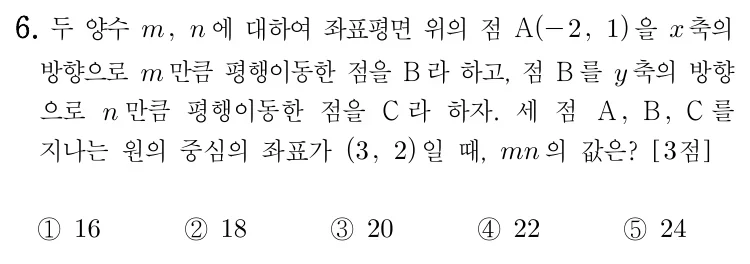 6. 두 양수 m, n에 대하여 좌표평면 위의 점 A(−2, 1)을 x축의
방향으로 m만큼 평행이동한 점을 B라 하고, 점 B를 y축의 방향
으로 n만큼 평행이동한 점을 C라 하자. 세 점 A, B, C를
지나는 원의 중심의 좌표가 (3, 2)일 때, mn의 값은? [3점]
① 16 ② 18 ③ 20 ④ 22 ⑤ 24